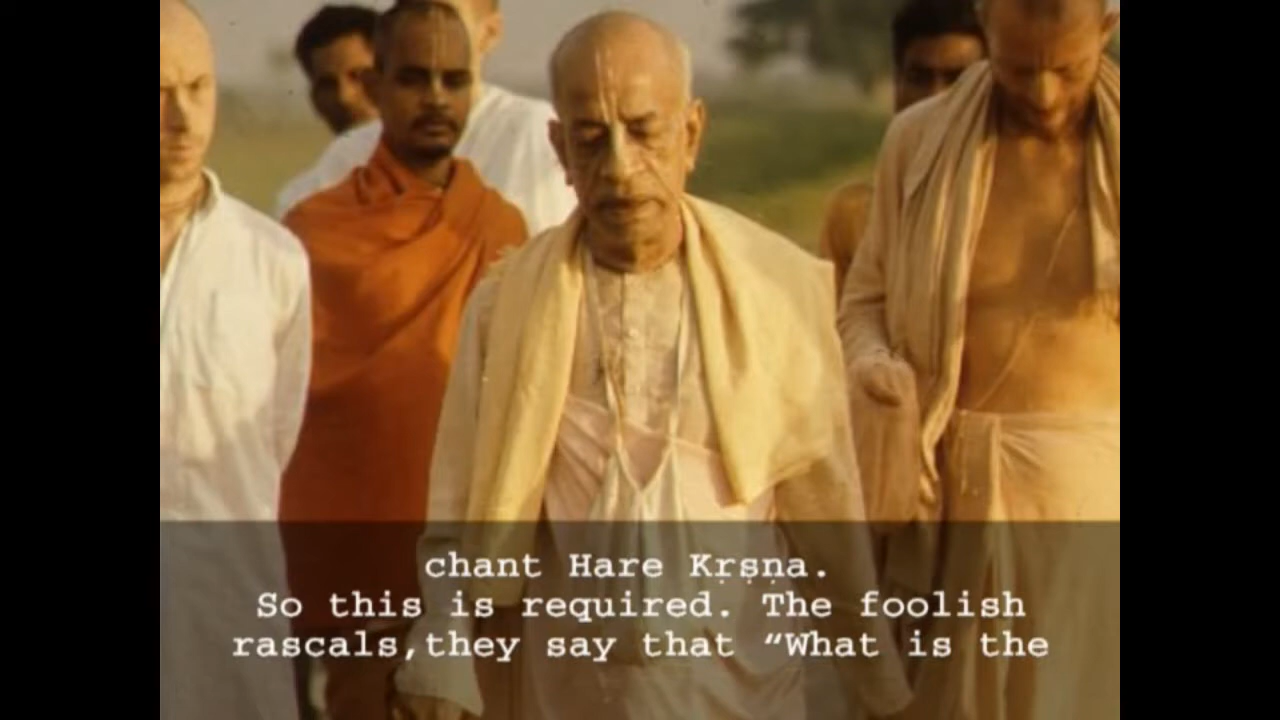 chant Hare Kṛṣṇa.
So this is required. The foolish
rascals,they say that “What is the